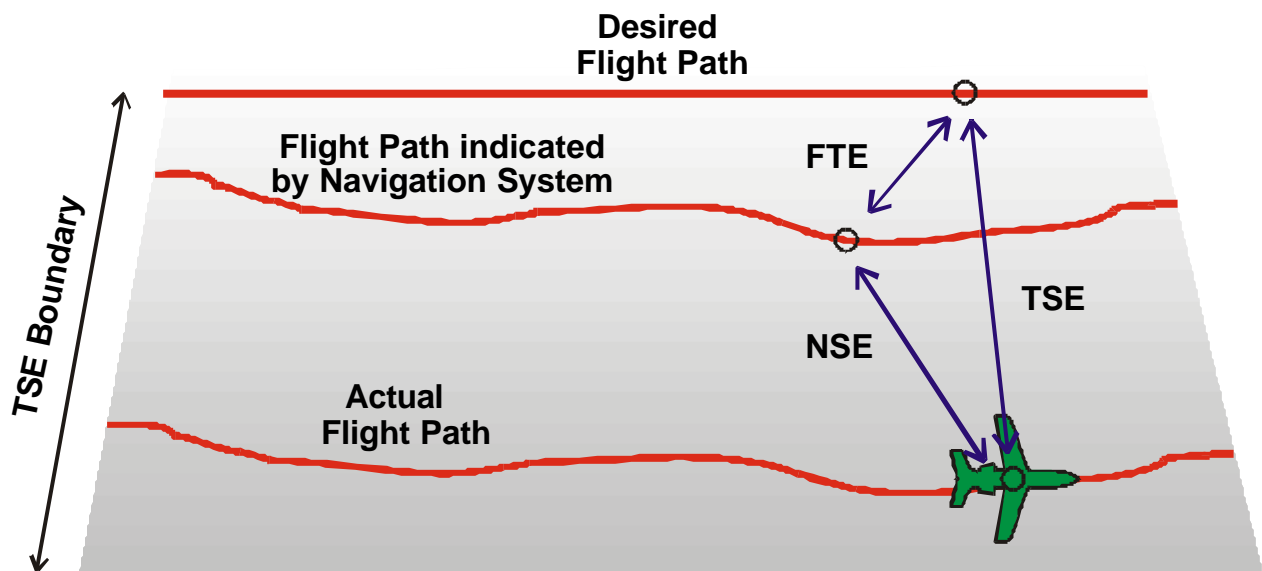 Desired
Flight Path
Flight Path indicated
by Navigation System
FTE
TSE Boundary
TSE
NSE
Actual
Flight Path